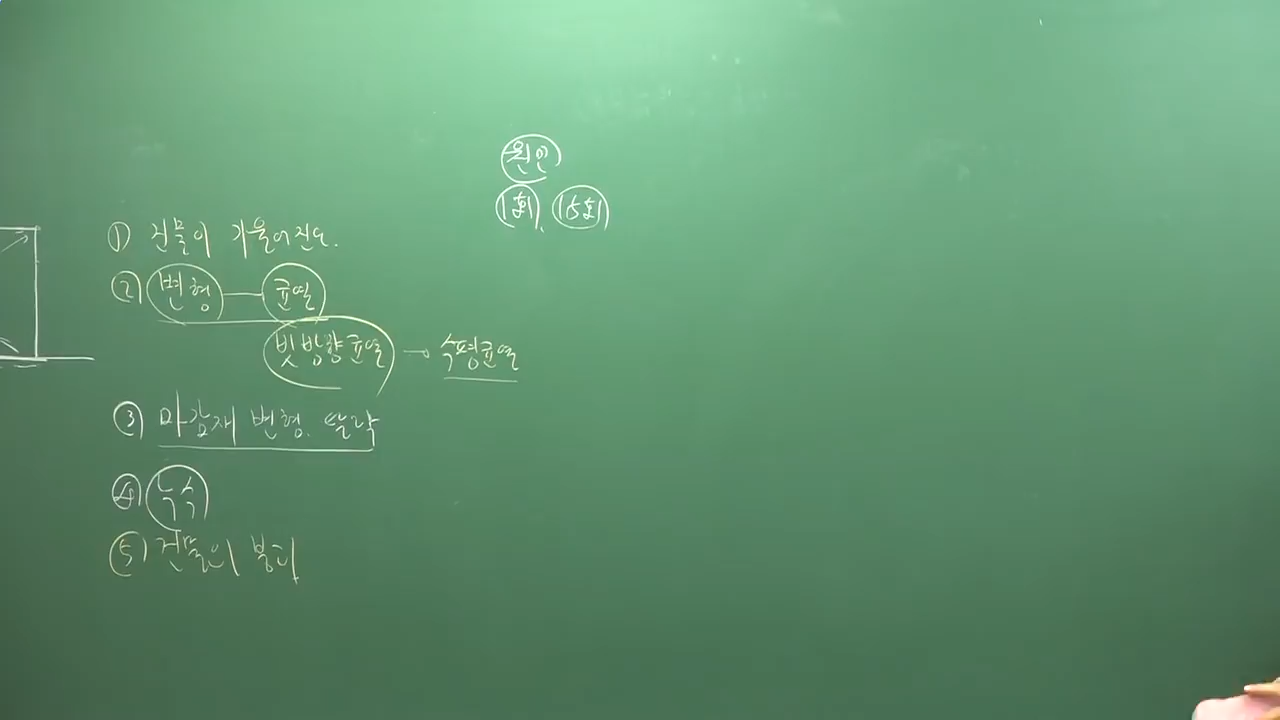 원인
1회, 15회
① 건물이 기울어진다.
② 변형 — 균열
빗방향균열 → 수평균열
③ 마감재 변형. 탈락
④ 누수
⑤ 건물의 붕괴